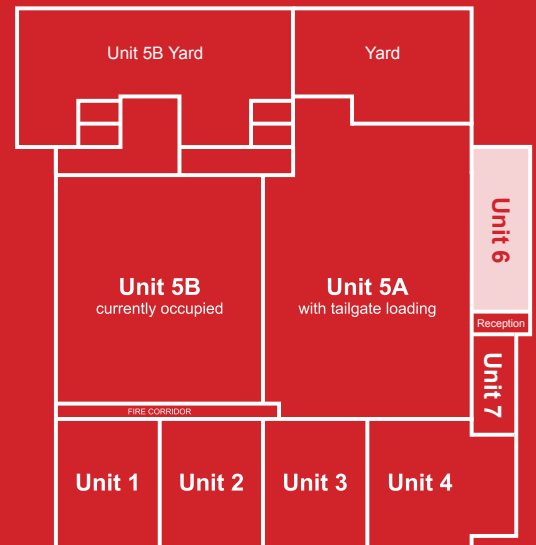 Unit 5B Yard
Yard
Unit 6
Unit 5B
currently occupied
Unit 5A
with tailgate loading
Reception
Unit 7
FIRE CORRIDOR
Unit 1
Unit 2
Unit 3
Unit 4